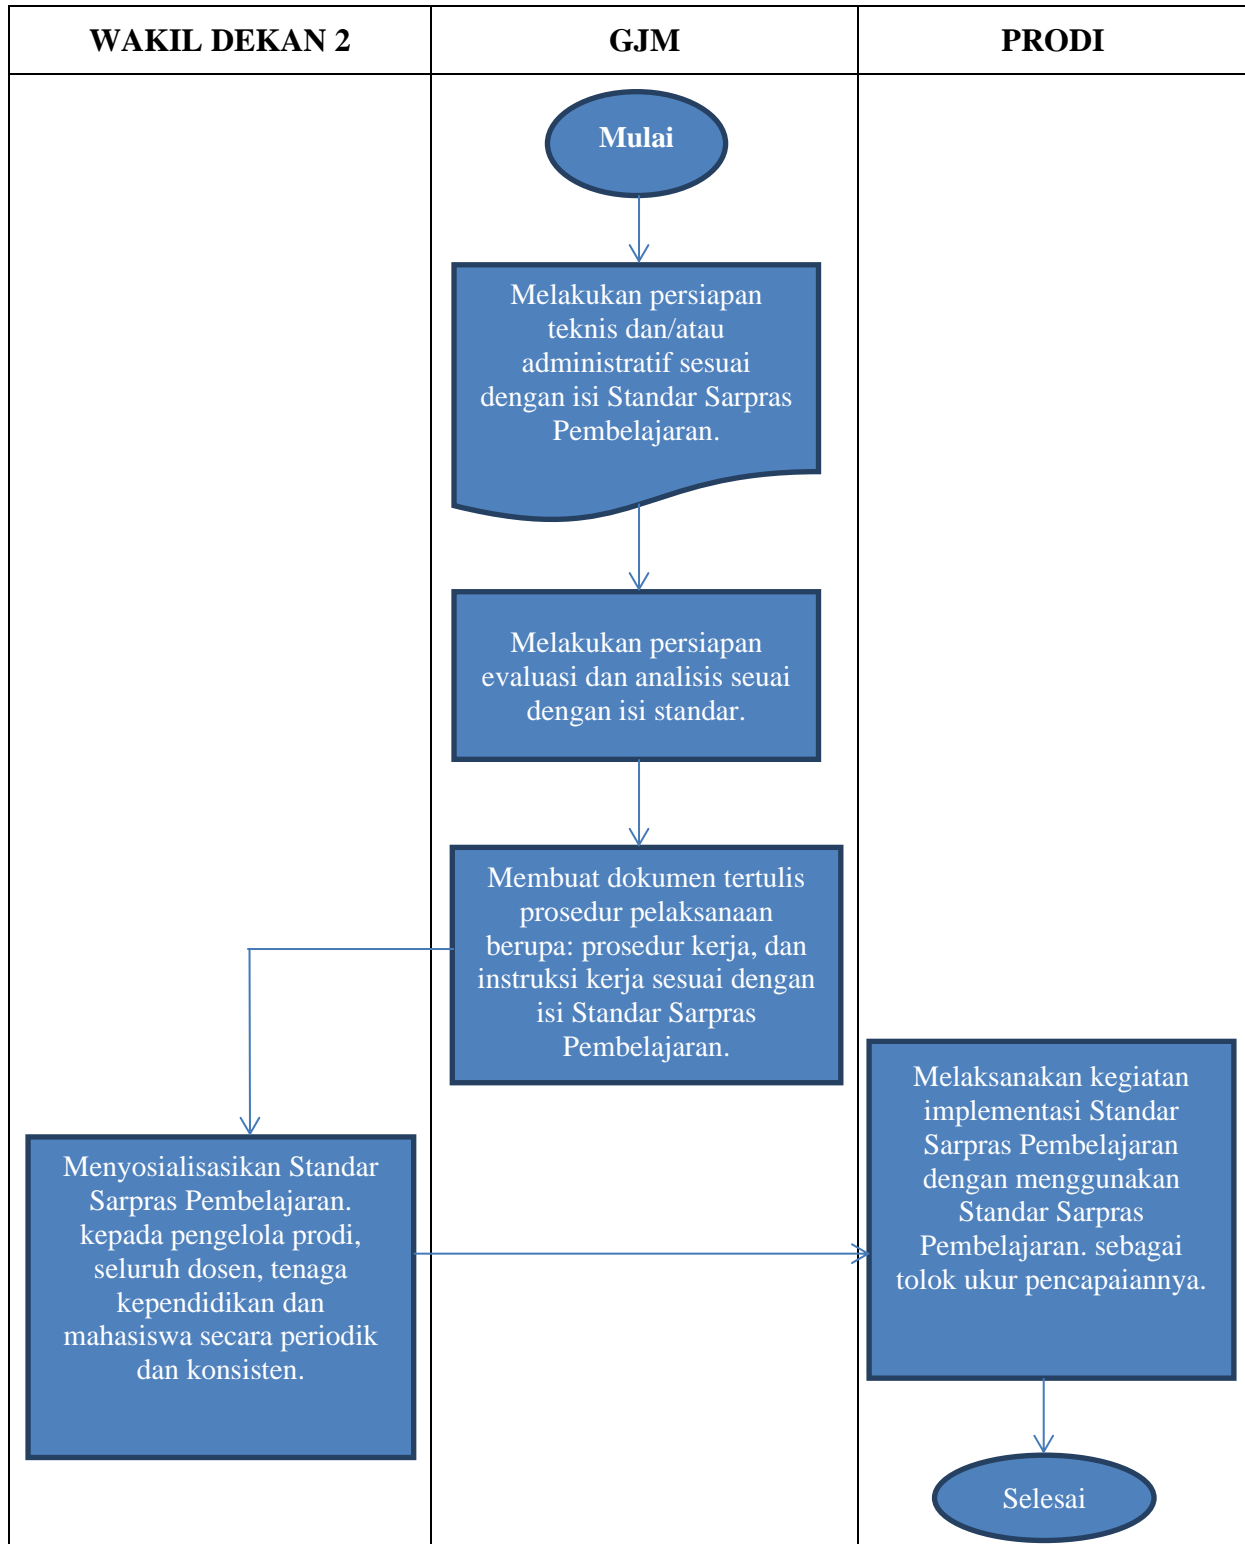 WAKIL DEKAN 2
GJM
PRODI
Mulai
Melakukan persiapan
teknis dan/atau
administratif sesuai
dengan isi Standar Sarpras
Pembelajaran.
Melakukan persiapan
evaluasi dan analisis seuai
dengan isi standar.
Membuat dokumen tertulis
prosedur pelaksanaan
berupa: prosedur kerja, dan
instruksi kerja sesuai dengan
isi Standar Sarpras
Pembelajaran.
Menyosialisasikan Standar
Sarpras Pembelajaran.
kepada pengelola prodi,
seluruh dosen, tenaga
kependidikan dan
mahasiswa secara periodik
dan konsisten.
Melaksanakan kegiatan
implementasi Standar
Sarpras Pembelajaran
dengan menggunakan
Standar Sarpras
Pembelajaran. sebagai
tolok ukur pencapaiannya.
Selesai